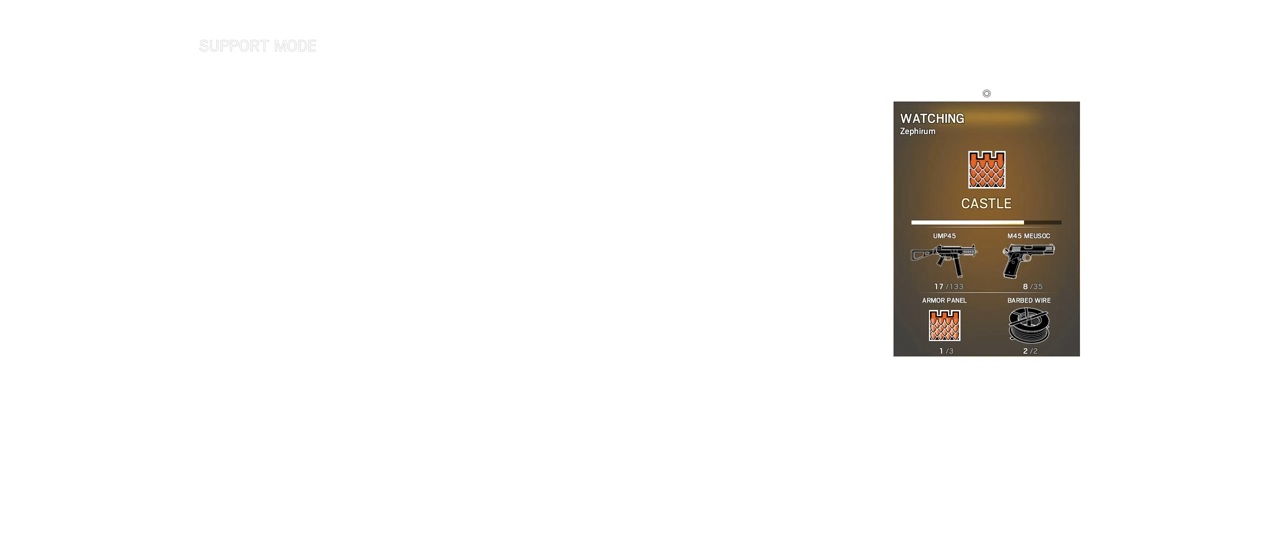 SUPPORT MODE
WATCHING
Zephirum
CASTLE
UMP45 M45 MEUSOC
17 /133 8 /35
ARMOR PANEL BARBED WIRE
1 /3 2 /2